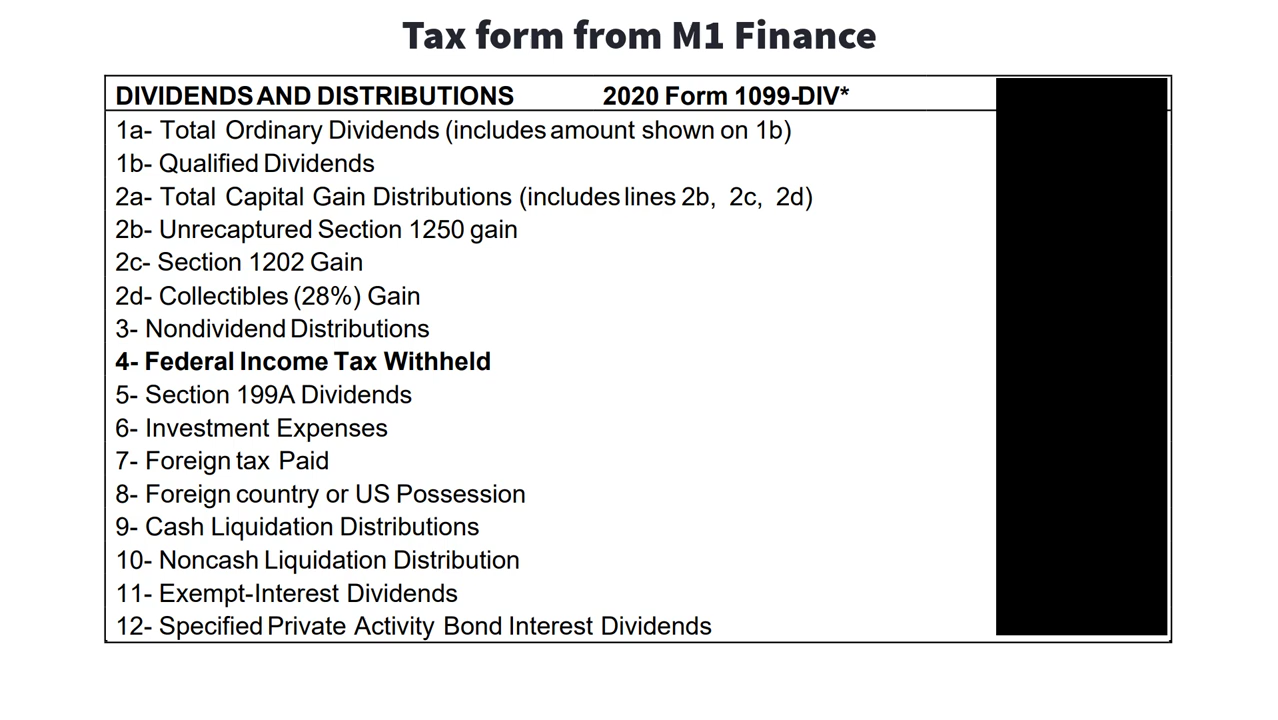 Tax form from M1 Finance
DIVIDENDS AND DISTRIBUTIONS 2020 Form 1099-DIV*
1a- Total Ordinary Dividends (includes amount shown on 1b)
1b- Qualified Dividends
2a- Total Capital Gain Distributions (includes lines 2b, 2c, 2d)
2b- Unrecaptured Section 1250 gain
2c- Section 1202 Gain
2d- Collectibles (28%) Gain
3- Nondividend Distributions
4- Federal Income Tax Withheld
5- Section 199A Dividends
6- Investment Expenses
7- Foreign tax Paid
8- Foreign country or US Possession
9- Cash Liquidation Distributions
10- Noncash Liquidation Distribution
11- Exempt-Interest Dividends
12- Specified Private Activity Bond Interest Dividends